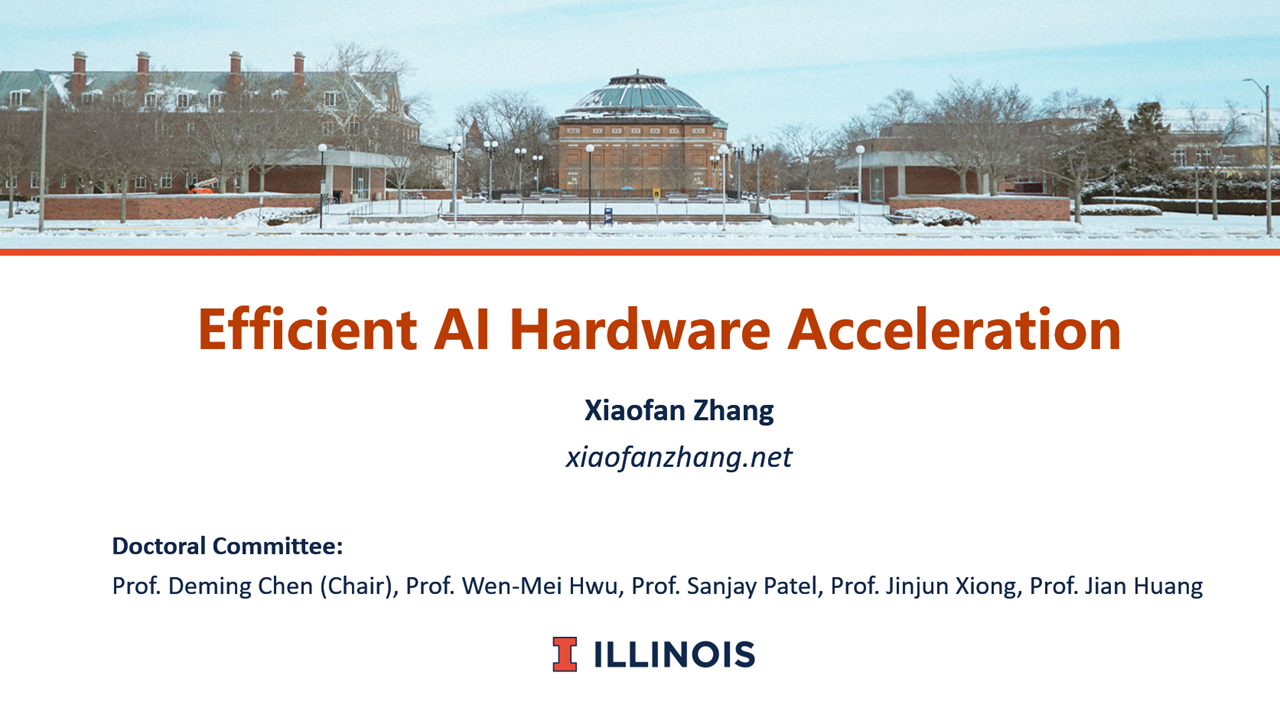 Efficient AI Hardware Acceleration
Xiaofan Zhang
xiaofanzhang.net
Doctoral Committee:
Prof. Deming Chen (Chair), Prof. Wen-Mei Hwu, Prof. Sanjay Patel, Prof. Jinjun Xiong, Prof. Jian Huang
I ILLINOIS